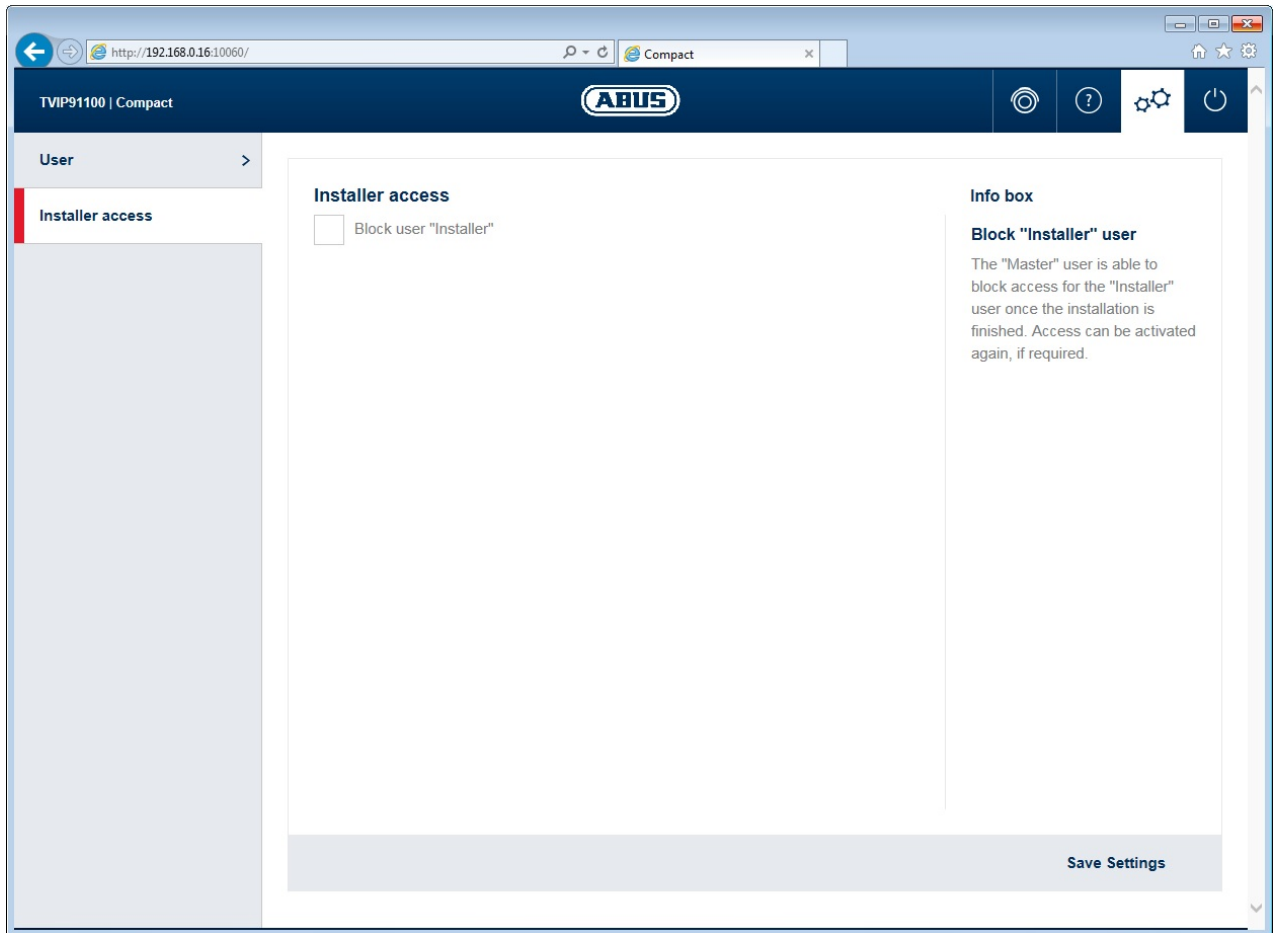 http://192.168.0.16:10060/
Compact
TVIP91100 | Compact
ABUS
?
User >
Installer access
Installer access
Block user "Installer"
Info box
Block "Installer" user
The "Master" user is able to
block access for the "Installer"
user once the installation is
finished. Access can be activated
again, if required.
Save Settings